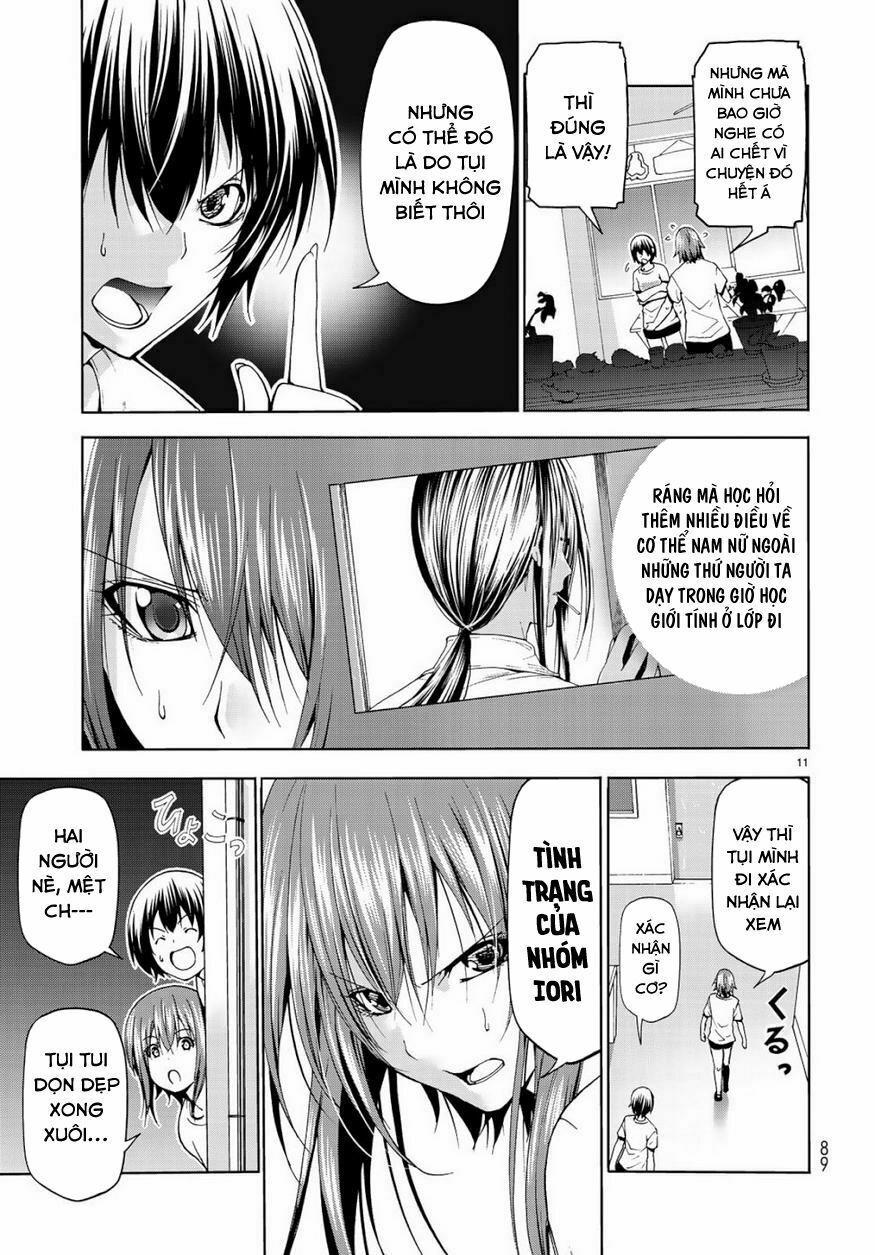 NHƯNG MÀ
MÌNH CHƯA
BAO GIỜ
NGHE CÓ
AI CHẾT VÌ
CHUYỆN ĐÓ
HẾT Á
THÌ
ĐÚNG
LÀ VẬY!
NHƯNG
CÓ THỂ ĐÓ
LÀ DO TỤI
MÌNH KHÔNG
BIẾT THÔI
RÁNG MÀ HỌC HỎI
THÊM NHIỀU ĐIỀU VỀ
CƠ THỂ NAM NỮ NGOÀI
NHỮNG THỨ NGƯỜI TA
DẠY TRONG GIỜ HỌC
GIỚI TÍNH Ở LỚP ĐI
11
VẬY THÌ
TỤI MÌNH
ĐI XÁC
NHẬN LẠI
XEM
XÁC
NHẬN
GÌ
CƠ?
くるっ
TÌNH
TRẠNG
CỦA
NHÓM
IORI
ひょこっ
HAI
NGƯỜI
NÈ, MỆT
CH---
TỤI TUI
DỌN DẸP
XONG
XUÔI...
89